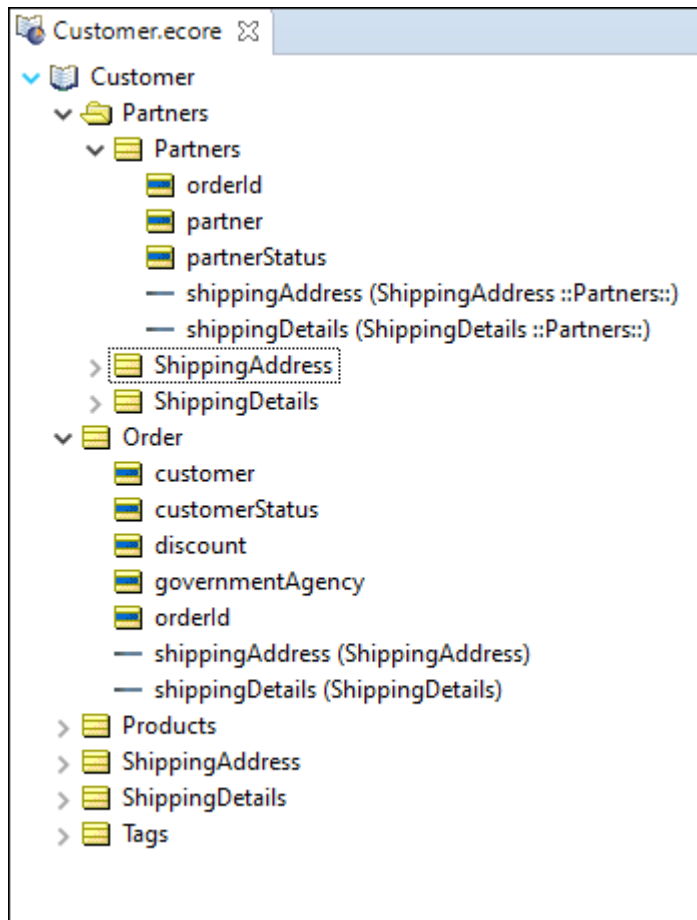 Customer.ecore
Customer
Partners
Partners
orderId
partner
partnerStatus
shippingAddress (ShippingAddress ::Partners::)
shippingDetails (ShippingDetails ::Partners::)
ShippingAddress
ShippingDetails
Order
customer
customerStatus
discount
governmentAgency
orderId
shippingAddress (ShippingAddress)
shippingDetails (ShippingDetails)
Products
ShippingAddress
ShippingDetails
Tags